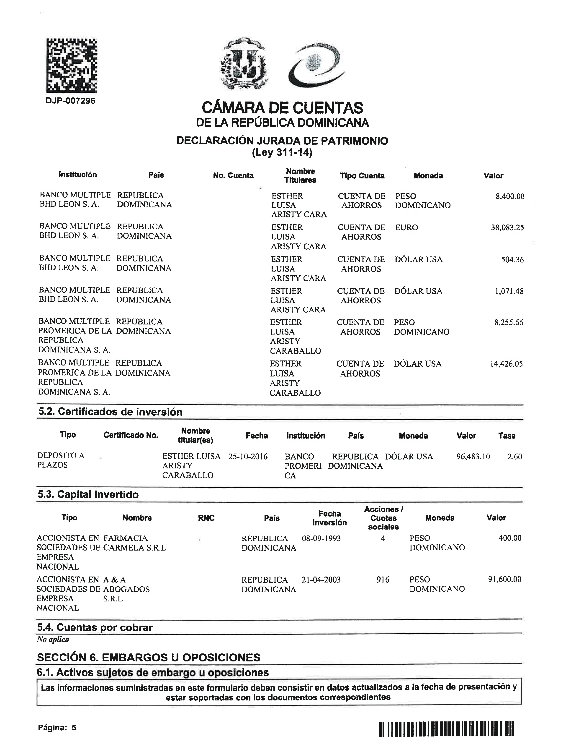 DJP-007296
CÁMARA DE CUENTAS
DE LA REPÚBLICA DOMINICANA
DECLARACIÓN JURADA DE PATRIMONIO
(Ley 311-14)
Institución País No. Cuenta Nombre Titulares Tipo Cuenta Moneda Valor
BANCO MULTIPLE REPUBLICA ESTHER CUENTA DE PESO 8,400.00
BHD LEON S. A. DOMINICANA LUISA AHORROS DOMINICANO
ARISTY CARA
BANCO MULTIPLE REPUBLICA ESTHER CUENTA DE EURO 38,083.25
BHD LEON S. A. DOMINICANA LUISA AHORROS
ARISTY CARA
BANCO MULTIPLE REPUBLICA ESTHER CUENTA DE DÓLAR USA 504.36
BHD LEON S. A. DOMINICANA LUISA AHORROS
ARISTY CARA
BANCO MULTIPLE REPUBLICA ESTHER CUENTA DE DÓLAR USA 1,071.48
BHD LEON S. A. DOMINICANA LUISA AHORROS
ARISTY CARA
BANCO MULTIPLE REPUBLICA ESTHER CUENTA DE PESO 8,255.66
PROMERICA DE LA DOMINICANA LUISA AHORROS DOMINICANO
REPUBLICA ARISTY
DOMINICANA S. A. CARABALLO
BANCO MULTIPLE REPUBLICA ESTHER CUENTA DE DÓLAR USA 14,426.05
PROMERICA DE LA DOMINICANA LUISA AHORROS
REPUBLICA ARISTY
DOMINICANA S. A. CARABALLO
5.2. Certificados de inversión
Tipo Certificado No. Nombre titular(es) Fecha Institución País Moneda Valor Tasa
DEPOSITO A ESTHER LUISA 25-10-2016 BANCO REPUBLICA DÓLAR USA 96,483.10 2.60
PLAZOS ARISTY PROMERI DOMINICANA
CARABALLO CA
5.3. Capital invertido
Tipo Nombre RNC País Fecha Inversión Acciones / Cuotas sociales Moneda Valor
ACCIONISTA EN FARMACIA REPUBLICA 08-09-1993 4 PESO 400.00
SOCIEDADES DE CARMELA S.R.L DOMINICANA DOMINICANO
EMPRESA
NACIONAL
ACCIONISTA EN A & A REPUBLICA 21-04-2003 916 PESO 91,600.00
SOCIEDADES DE ABOGADOS DOMINICANA DOMINICANO
EMPRESA S.R.L
NACIONAL
5.4. Cuentas por cobrar
No aplica
SECCIÓN 6. EMBARGOS U OPOSICIONES
6.1. Activos sujetos de embargo u oposiciones
Las informaciones suministradas en este formulario deben consistir en datos actualizados a la fecha de presentación y
estar soportadas con los documentos correspondientes
Página: 5